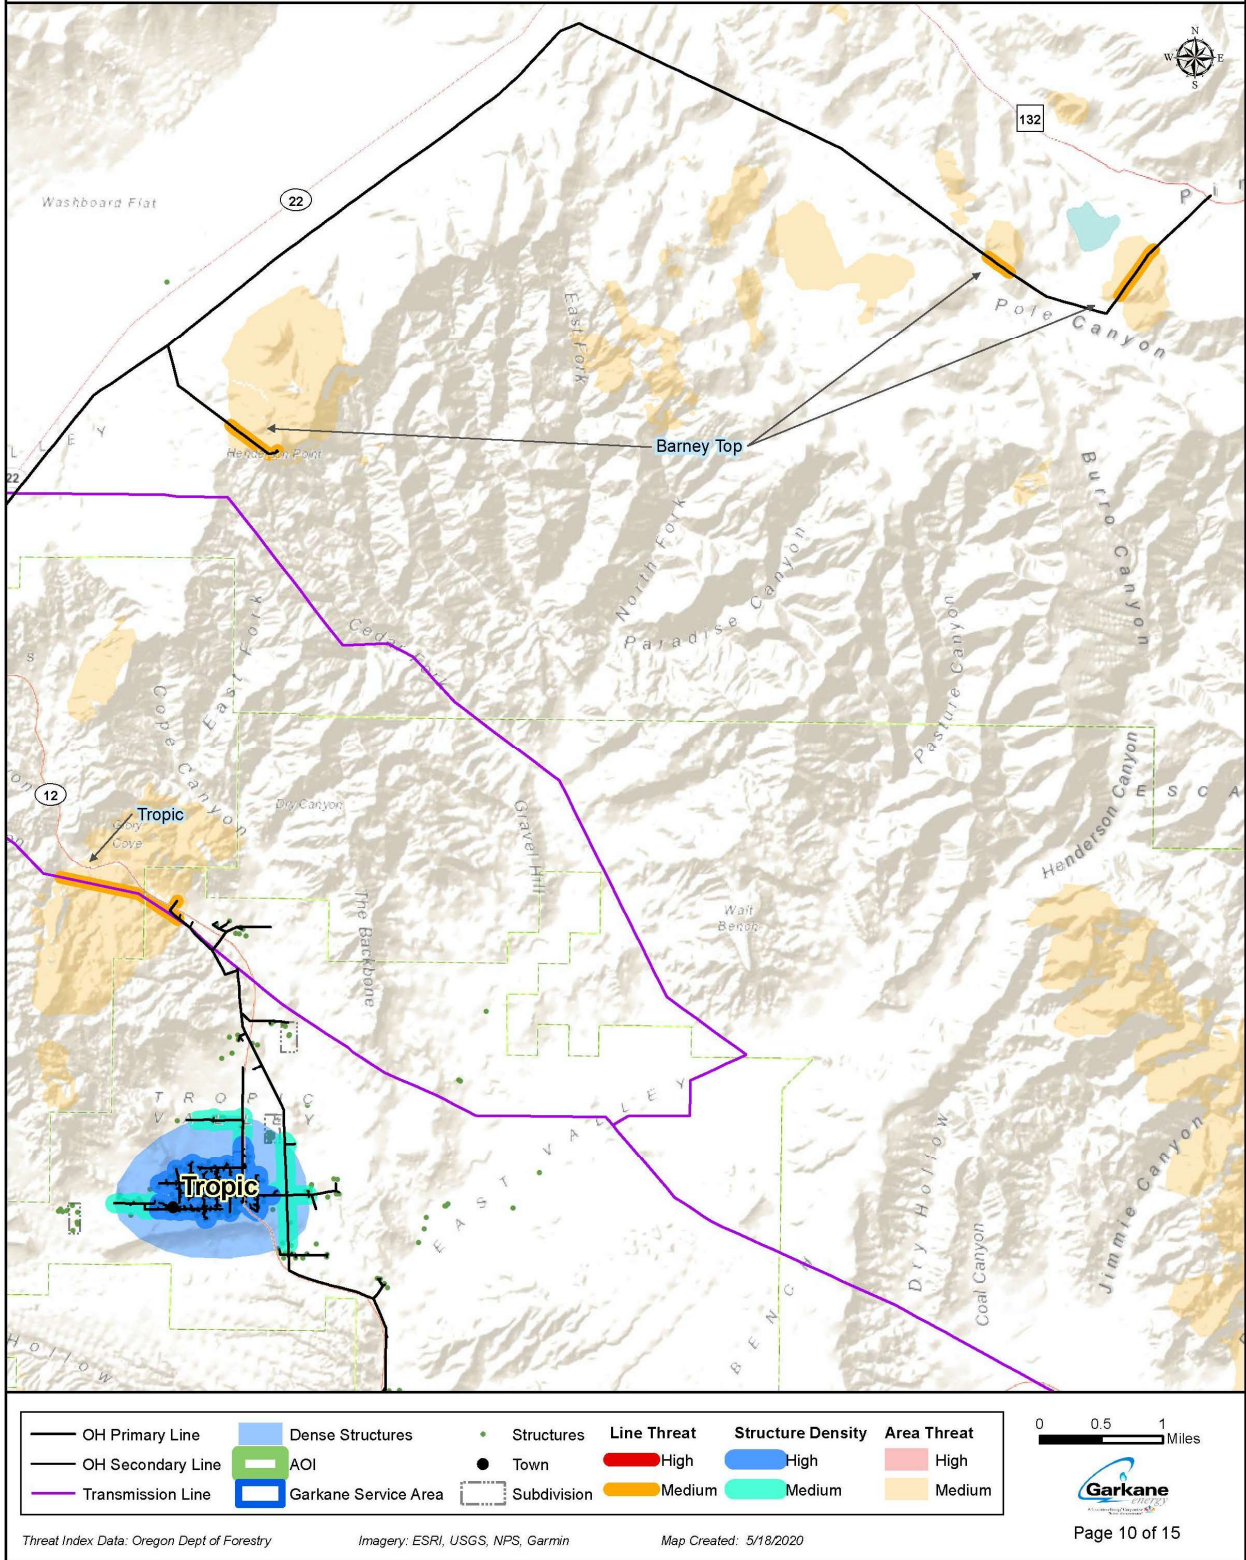 N
W E
S
132
Washboard Flat
22
P i n
East Fork
Pole Canyon
L L E Y
Barney Top
Henderson Point
22
Burro Canyon
North Fork
Paradise Canyon
East Fork
Cedar Fork
S
Pasture Canyon
Cope Canyon
Henderson Canyon
E S C A
on
12
Dry Canyon
Tropic
Glory
Cove
Gravell Hill
on
The Backbone
Wait
Bench
T R O P I C
V A L L E Y
EAST VALLEY
Dry Hollow
Jimmie Canyon
Tropic
Coal Canyon
BENCH
Hollow
OH Primary Line
Dense Structures
Structures
Line Threat
Structure Density
Area Threat
OH Secondary Line
AOI
Town
High
High
High
Transmission Line
Garkane Service Area
Subdivision
Medium
Medium
Medium
0 0.5 1
Miles
Garkane
energy
Threat Index Data: Oregon Dept of Forestry
Imagery: ESRI, USGS, NPS, Garmin
Map Created: 5/18/2020
Page 10 of 15